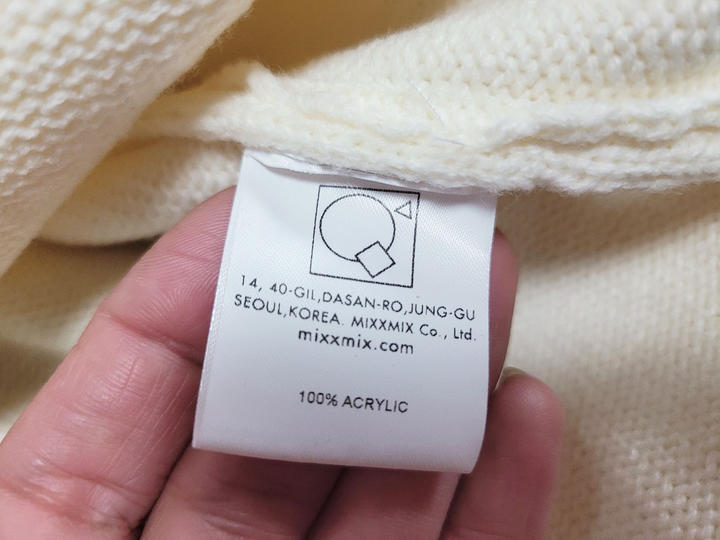 14, 40-GIL,DASAN-RO,JUNG-GU
SEOUL,KOREA. MIXXMIX Co., Ltd.
mixxmix.com
100% ACRYLIC